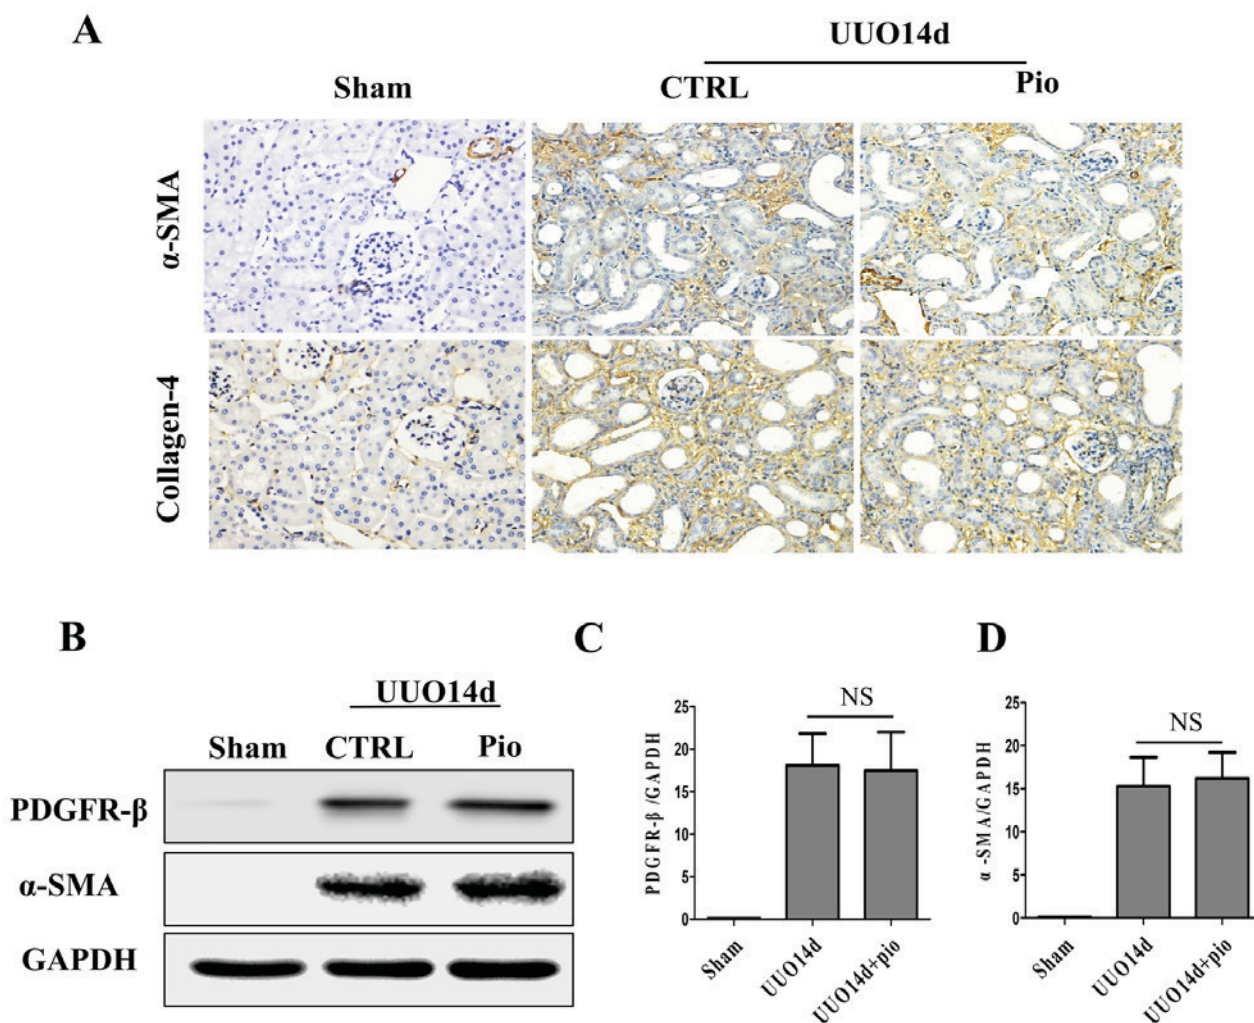 A
UUO14d
Sham
CTRL
Pio
α-SMA
Collagen-4
B
UUO14d
Sham
CTRL
Pio
PDGFR-β
α-SMA
GAPDH
C
NS
PDGFR-β /GAPDH
25
20
15
10
5
0
Sham
UUO14d
UUO14d+pio
D
NS
α -SMA/GAPDH
25
20
15
10
5
0
Sham
UUO14d
UUO14d+pio